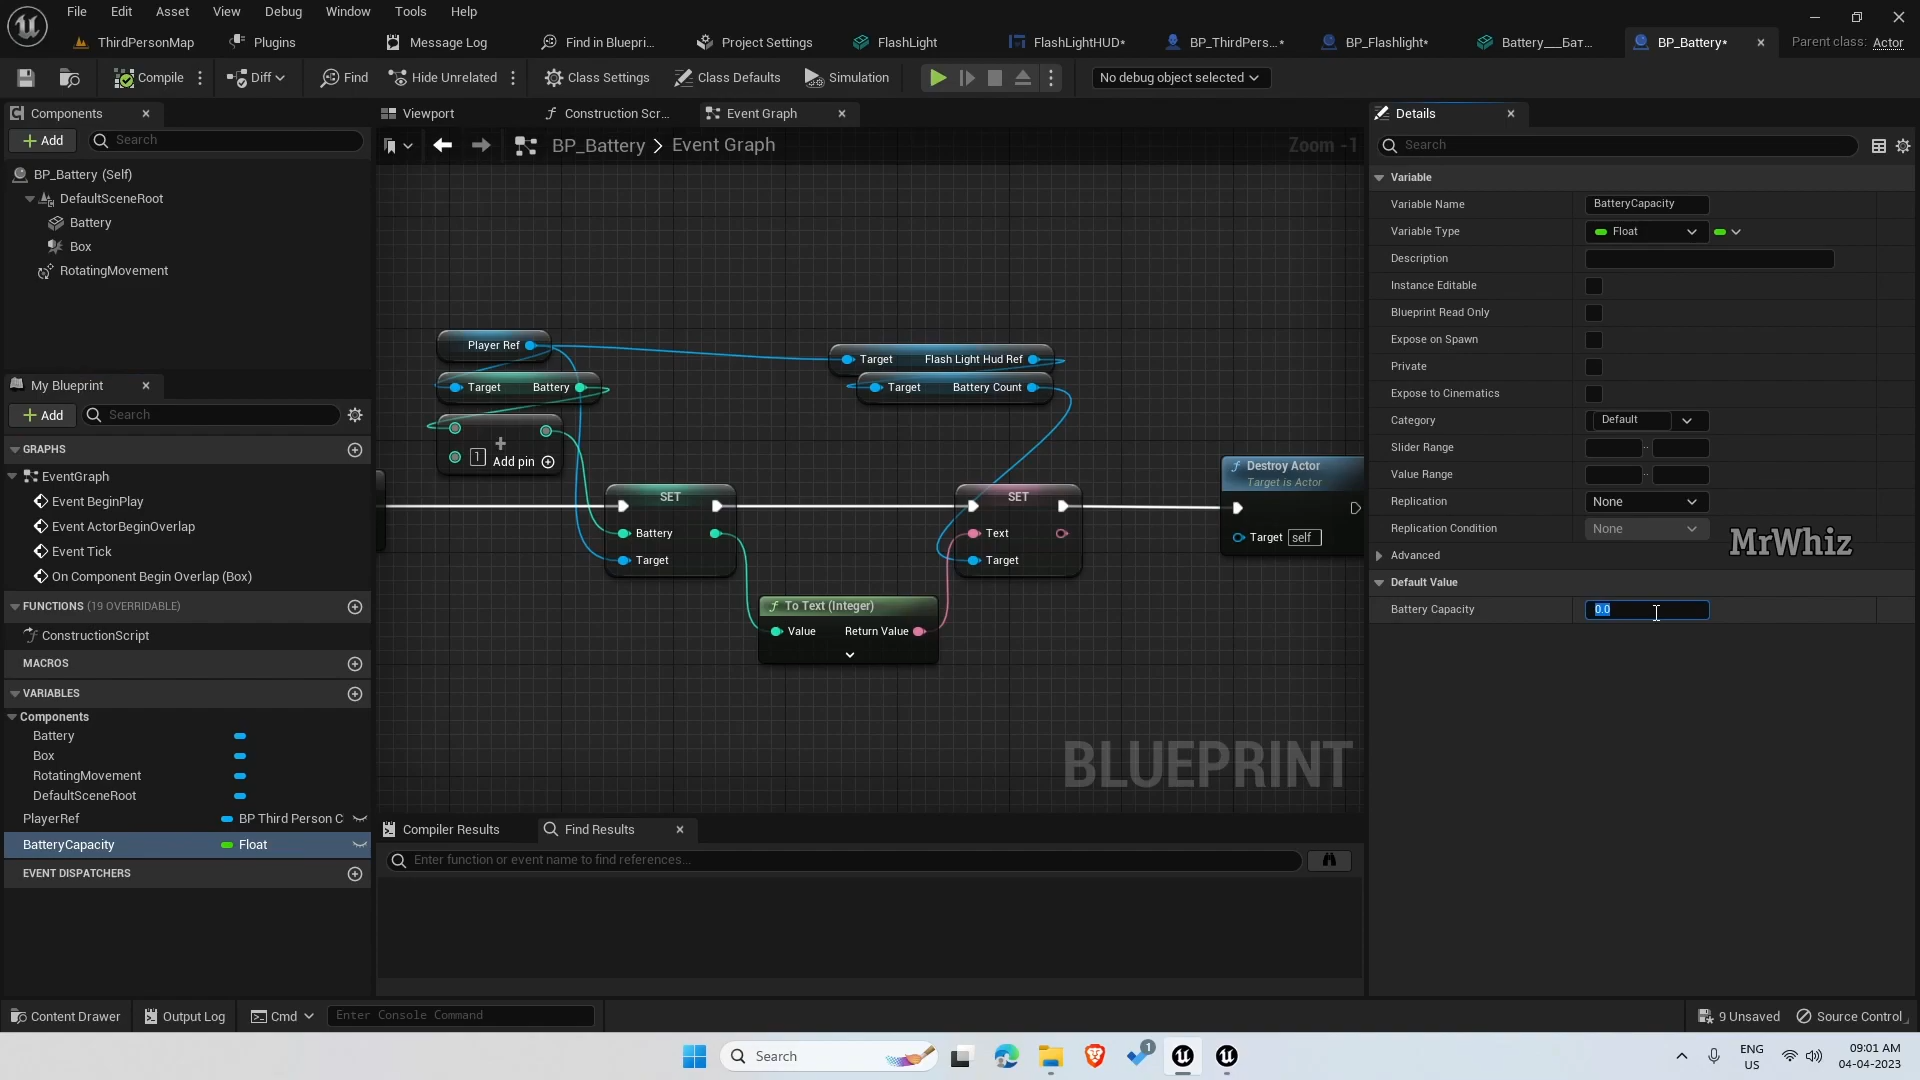 File Edit Asset View Debug Window Tools Help
ThirdPersonMap Plugins Message Log Find in Bluepri... Project Settings FlashLight FlashLightHUD* BP_ThirdPers...* BP_Flashlight* Battery___Бат... BP_Battery* Parent class: Actor
Compile Diff Find Hide Unrelated Class Settings Class Defaults Simulation No debug object selected
Components Viewport Construction Scr... Event Graph Details
Add Search BP_Battery > Event Graph Zoom -1 Search
BP_Battery (Self)
DefaultSceneRoot
Battery
Box
RotatingMovement
My Blueprint
Add Search
GRAPHS
EventGraph
Event BeginPlay
Event ActorBeginOverlap
Event Tick
On Component Begin Overlap (Box)
FUNCTIONS (19 OVERRIDABLE)
ConstructionScript
MACROS
VARIABLES
Components
Battery
Box
RotatingMovement
DefaultSceneRoot
PlayerRef BP Third Person C
BatteryCapacity Float
EVENT DISPATCHERS
Player Ref
Target Battery
1 Add pin
Target Flash Light Hud Ref
Target Battery Count
SET
Battery
Target
To Text (Integer)
Value Return Value
SET
Text
Target
Destroy Actor
Target is Actor
Target self
BLUEPRINT
Compiler Results Find Results
Enter function or event name to find references...
Variable
Variable Name BatteryCapacity
Variable Type Float
Description
Instance Editable
Blueprint Read Only
Expose on Spawn
Private
Expose to Cinematics
Category Default
Slider Range
Value Range
Replication None
Replication Condition None
MrWhiz
Advanced
Default Value
Battery Capacity 0.0
Content Drawer Output Log Cmd Enter Console Command 9 Unsaved Source Control
Search 1 ENG US 09:01 AM 04-04-2023